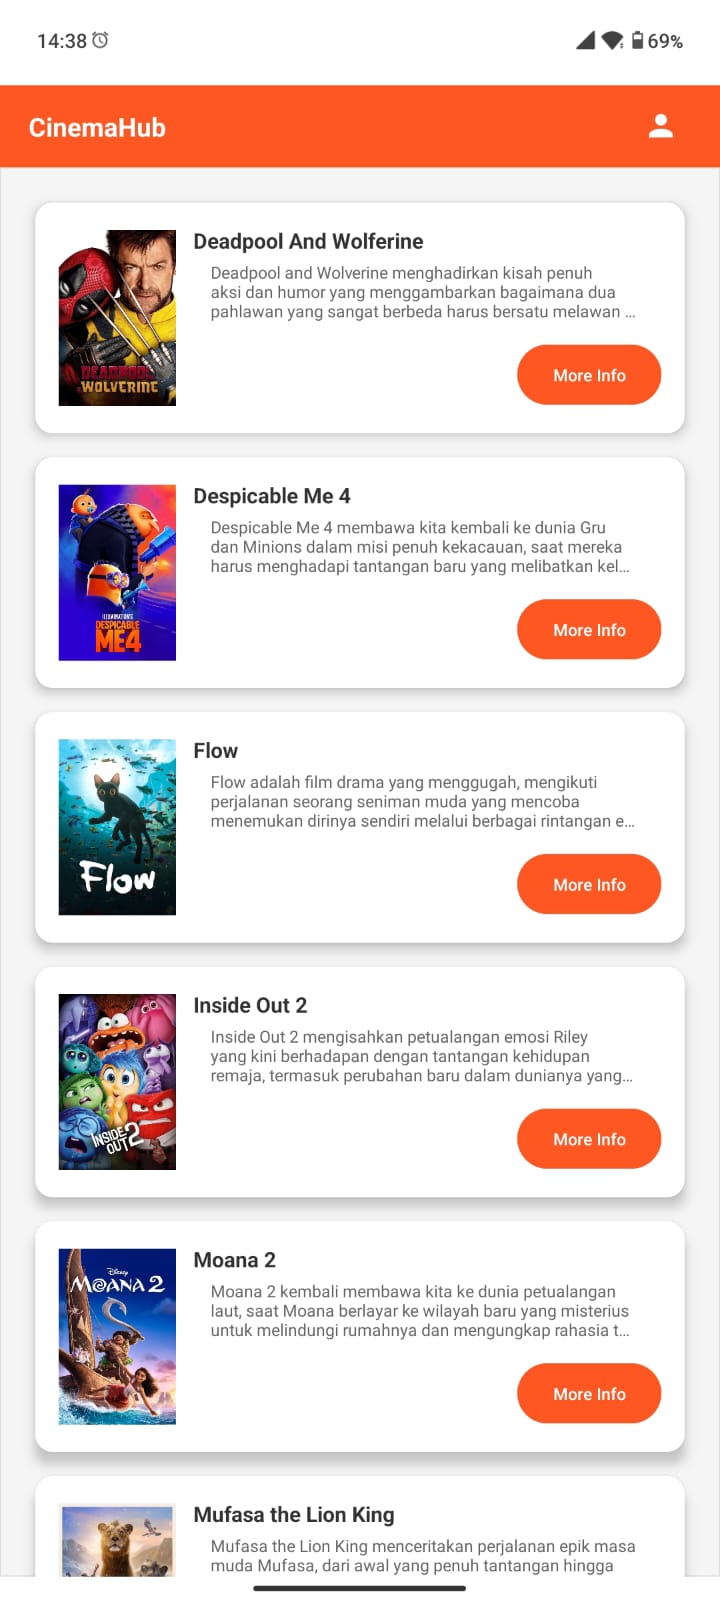 14:38
69%
CinemaHub
Deadpool And Wolferine
Deadpool and Wolverine menghadirkan kisah penuh
aksi dan humor yang menggambarkan bagaimana dua
pahlawan yang sangat berbeda harus bersatu melawan ...
DEADPOOL
WOLVERINE
More Info
Despicable Me 4
Despicable Me 4 membawa kita kembali ke dunia Gru
dan Minions dalam misi penuh kekacauan, saat mereka
harus menghadapi tantangan baru yang melibatkan kel...
ILLUMINATION'S
DESPICABLE
ME4
More Info
Flow
Flow adalah film drama yang menggugah, mengikuti
perjalanan seorang seniman muda yang mencoba
menemukan dirinya sendiri melalui berbagai rintangan e...
Flow
More Info
Inside Out 2
Inside Out 2 mengisahkan petualangan emosi Riley
yang kini berhadapan dengan tantangan kehidupan
remaja, termasuk perubahan baru dalam dunianya yang...
INSIDE
OUT 2
More Info
Moana 2
Moana 2 kembali membawa kita ke dunia petualangan
laut, saat Moana berlayar ke wilayah baru yang misterius
untuk melindungi rumahnya dan mengungkap rahasia t...
Disney
MOANA 2
More Info
Mufasa the Lion King
Mufasa the Lion King menceritakan perjalanan epik masa
muda Mufasa, dari awal yang penuh tantangan hingga